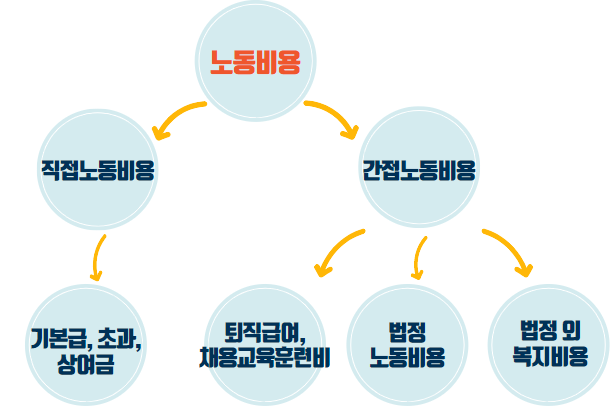 노동비용
직접노동비용
간접노동비용
기본급, 초과,
상여금
퇴직급여,
채용교육훈련비
법정
노동비용
법정 외
복지비용